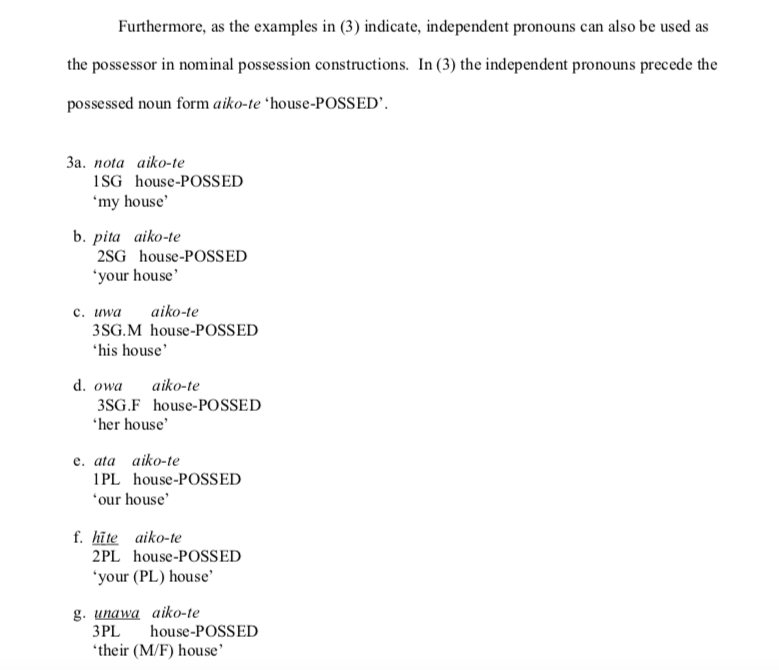 Furthermore, as the examples in (3) indicate, independent pronouns can also be used as
the possessor in nominal possession constructions. In (3) the independent pronouns precede the
possessed noun form aiko-te ‘house-POSSED’.
3a. nota aiko-te
1SG house-POSSED
‘my house’
b. pita aiko-te
2SG house-POSSED
‘your house’
c. uwa aiko-te
3SG.M house-POSSED
‘his house’
d. owa aiko-te
3SG.F house-POSSED
‘her house’
e. ata aiko-te
1PL house-POSSED
‘our house’
f. hĩte aiko-te
2PL house-POSSED
‘your (PL) house’
g. unawa aiko-te
3PL house-POSSED
‘their (M/F) house’